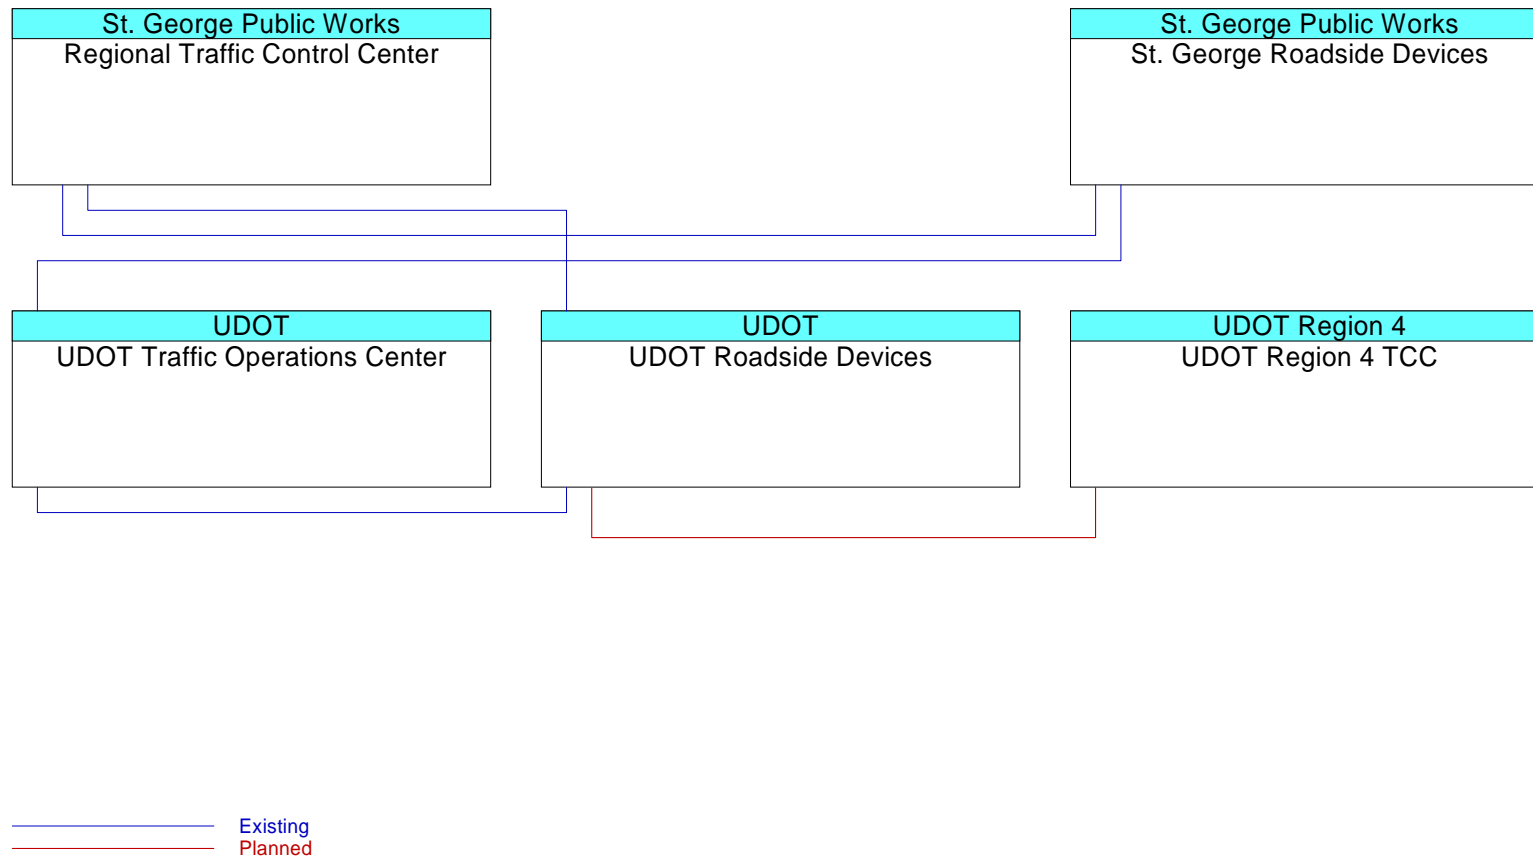 St. George Public Works
Regional Traffic Control Center
St. George Public Works
St. George Roadside Devices
UDOT
UDOT Traffic Operations Center
UDOT
UDOT Roadside Devices
UDOT Region 4
UDOT Region 4 TCC
Existing
Planned